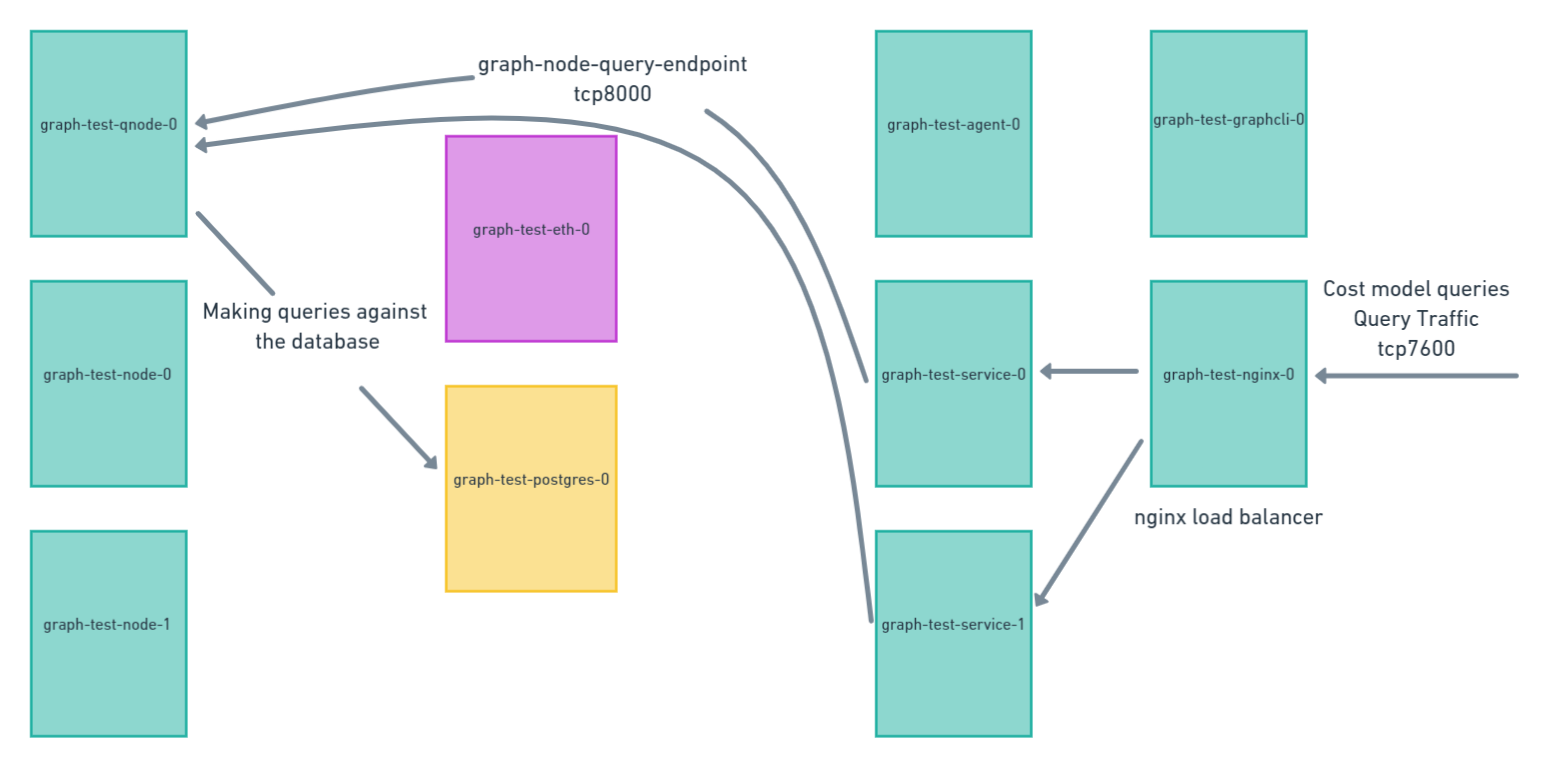 graph-node-query-endpoint
tcp8000
graph-test-qnode-0
graph-test-agent-0
graph-test-graphcli-0
graph-test-eth-0
Making queries against
the database
Cost model queries
Query Traffic
tcp7600
graph-test-node-0
graph-test-service-0
graph-test-nginx-0
graph-test-postgres-0
nginx load balancer
graph-test-node-1
graph-test-service-1